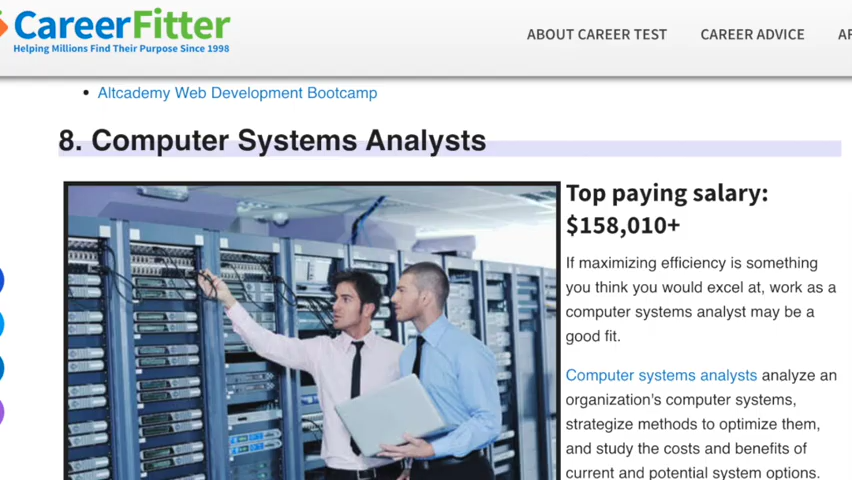 CareerFitter
Helping Millions Find Their Purpose Since 1998
ABOUT CAREER TEST
CAREER ADVICE
Altcademy Web Development Bootcamp
8. Computer Systems Analysts
Top paying salary:
$158,010+
If maximizing efficiency is something
you think you would excel at, work as a
computer systems analyst may be a
good fit.
Computer systems analysts analyze an
organization's computer systems,
strategize methods to optimize them,
and study the costs and benefits of
current and potential system options.